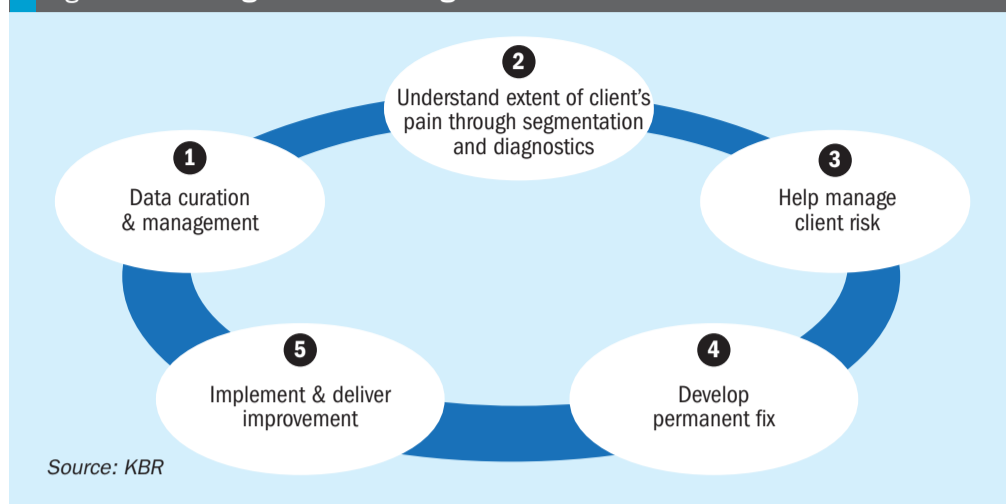 1
Data curation
& management
2
Understand extent of client's
pain through segmentation
and diagnostics
3
Help manage
client risk
4
Develop
permanent fix
5
Implement & deliver
improvement
Source: KBR